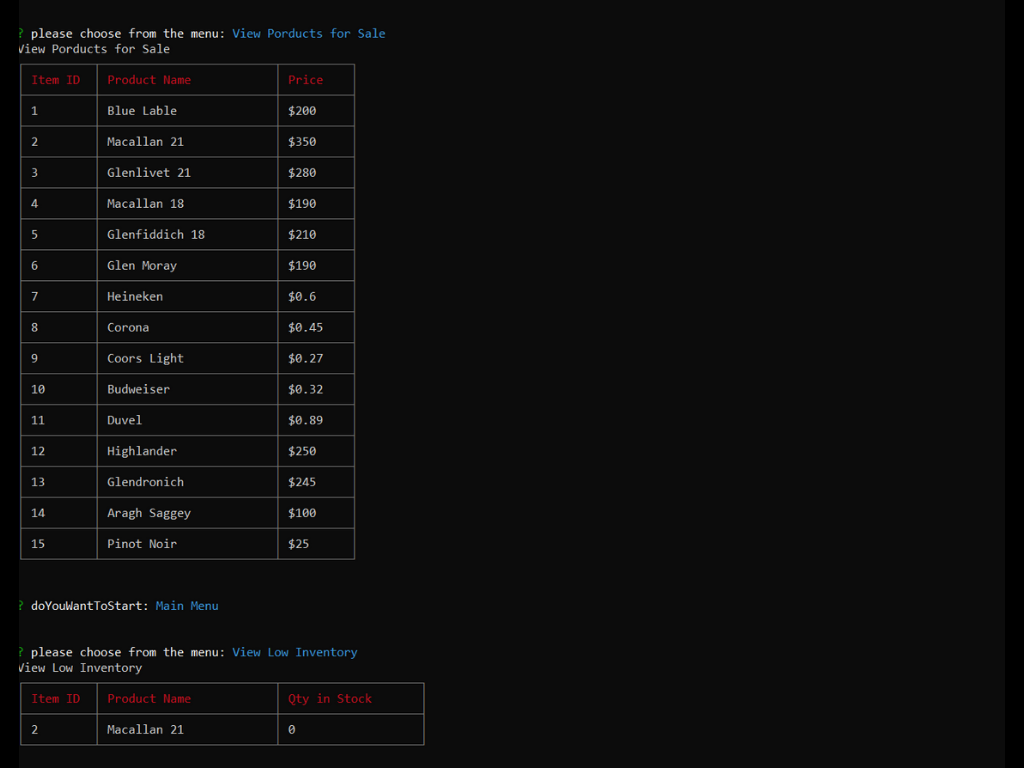 ? please choose from the menu: View Porducts for Sale
View Porducts for Sale
Item ID Product Name Price
1 Blue Lable $200
2 Macallan 21 $350
3 Glenlivet 21 $280
4 Macallan 18 $190
5 Glenfiddich 18 $210
6 Glen Moray $190
7 Heineken $0.6
8 Corona $0.45
9 Coors Light $0.27
10 Budweiser $0.32
11 Duvel $0.89
12 Highlander $250
13 Glendronich $245
14 Aragh Saggey $100
15 Pinot Noir $25
? doYouWantToStart: Main Menu
? please choose from the menu: View Low Inventory
View Low Inventory
Item ID Product Name Qty in Stock
2 Macallan 21 0